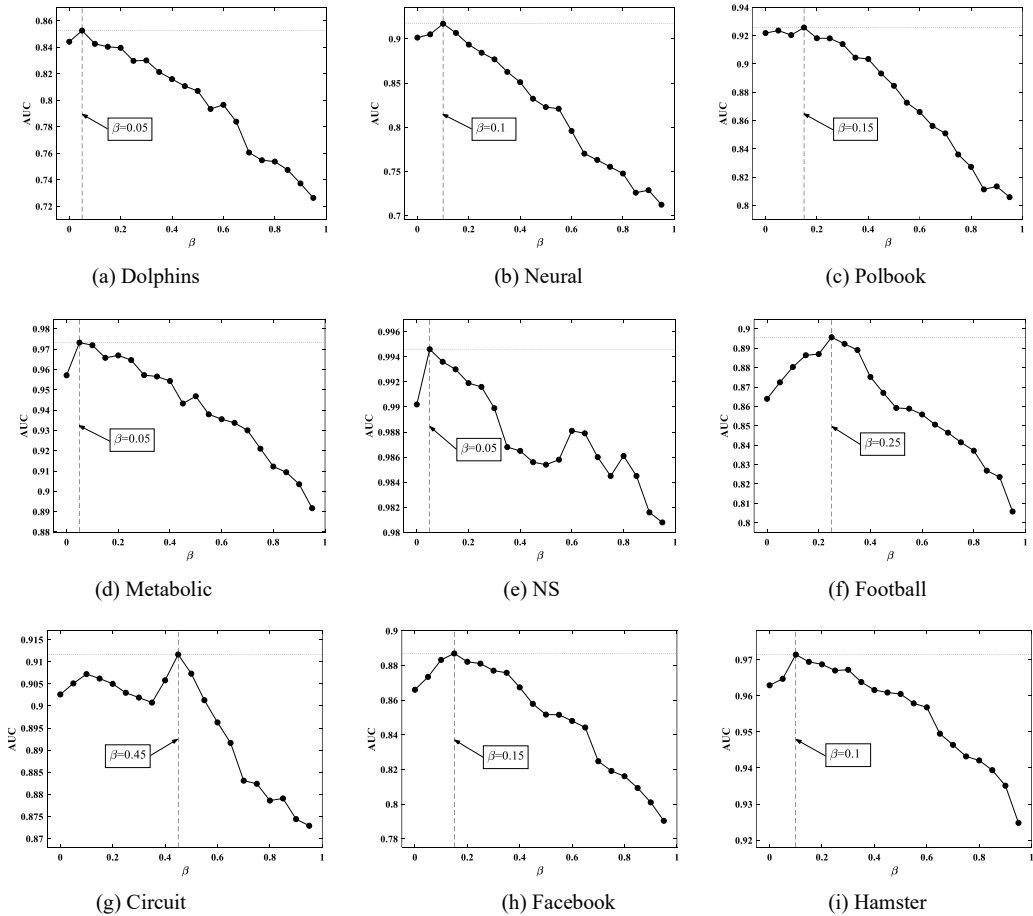 0.86
0.84
0.82
0.8
0.78
0.76
0.74
0.72
AUC
β=0.05
0 0.2 0.4 0.6 0.8 1
β
(a) Dolphins
0.9
0.8
0.7
AUC
β=0.1
0 0.2 0.4 0.6 0.8 1
β
(b) Neural
0.94
0.92
0.9
0.88
0.86
0.84
0.82
0.8
AUC
β=0.15
0 0.2 0.4 0.6 0.8 1
β
(c) Polbook
0.98
0.97
0.96
0.95
0.94
0.93
0.92
0.91
0.9
0.89
0.88
AUC
β=0.05
0 0.2 0.4 0.6 0.8 1
β
(d) Metabolic
0.996
0.994
0.992
0.99
0.988
0.986
0.984
0.982
0.98
AUC
β=0.05
0 0.2 0.4 0.6 0.8 1
β
(e) NS
0.9
0.89
0.88
0.87
0.86
0.85
0.84
0.83
0.82
0.81
0.8
AUC
β=0.25
0 0.2 0.4 0.6 0.8 1
β
(f) Football
0.915
0.91
0.905
0.9
0.895
0.89
0.885
0.88
0.875
0.87
AUC
β=0.45
0 0.2 0.4 0.6 0.8 1
β
(g) Circuit
0.9
0.88
0.86
0.84
0.82
0.8
0.78
AUC
β=0.15
0 0.2 0.4 0.6 0.8 1
β
(h) Facebook
0.97
0.96
0.95
0.94
0.93
0.92
AUC
β=0.1
0 0.2 0.4 0.6 0.8 1
β
(i) Hamster